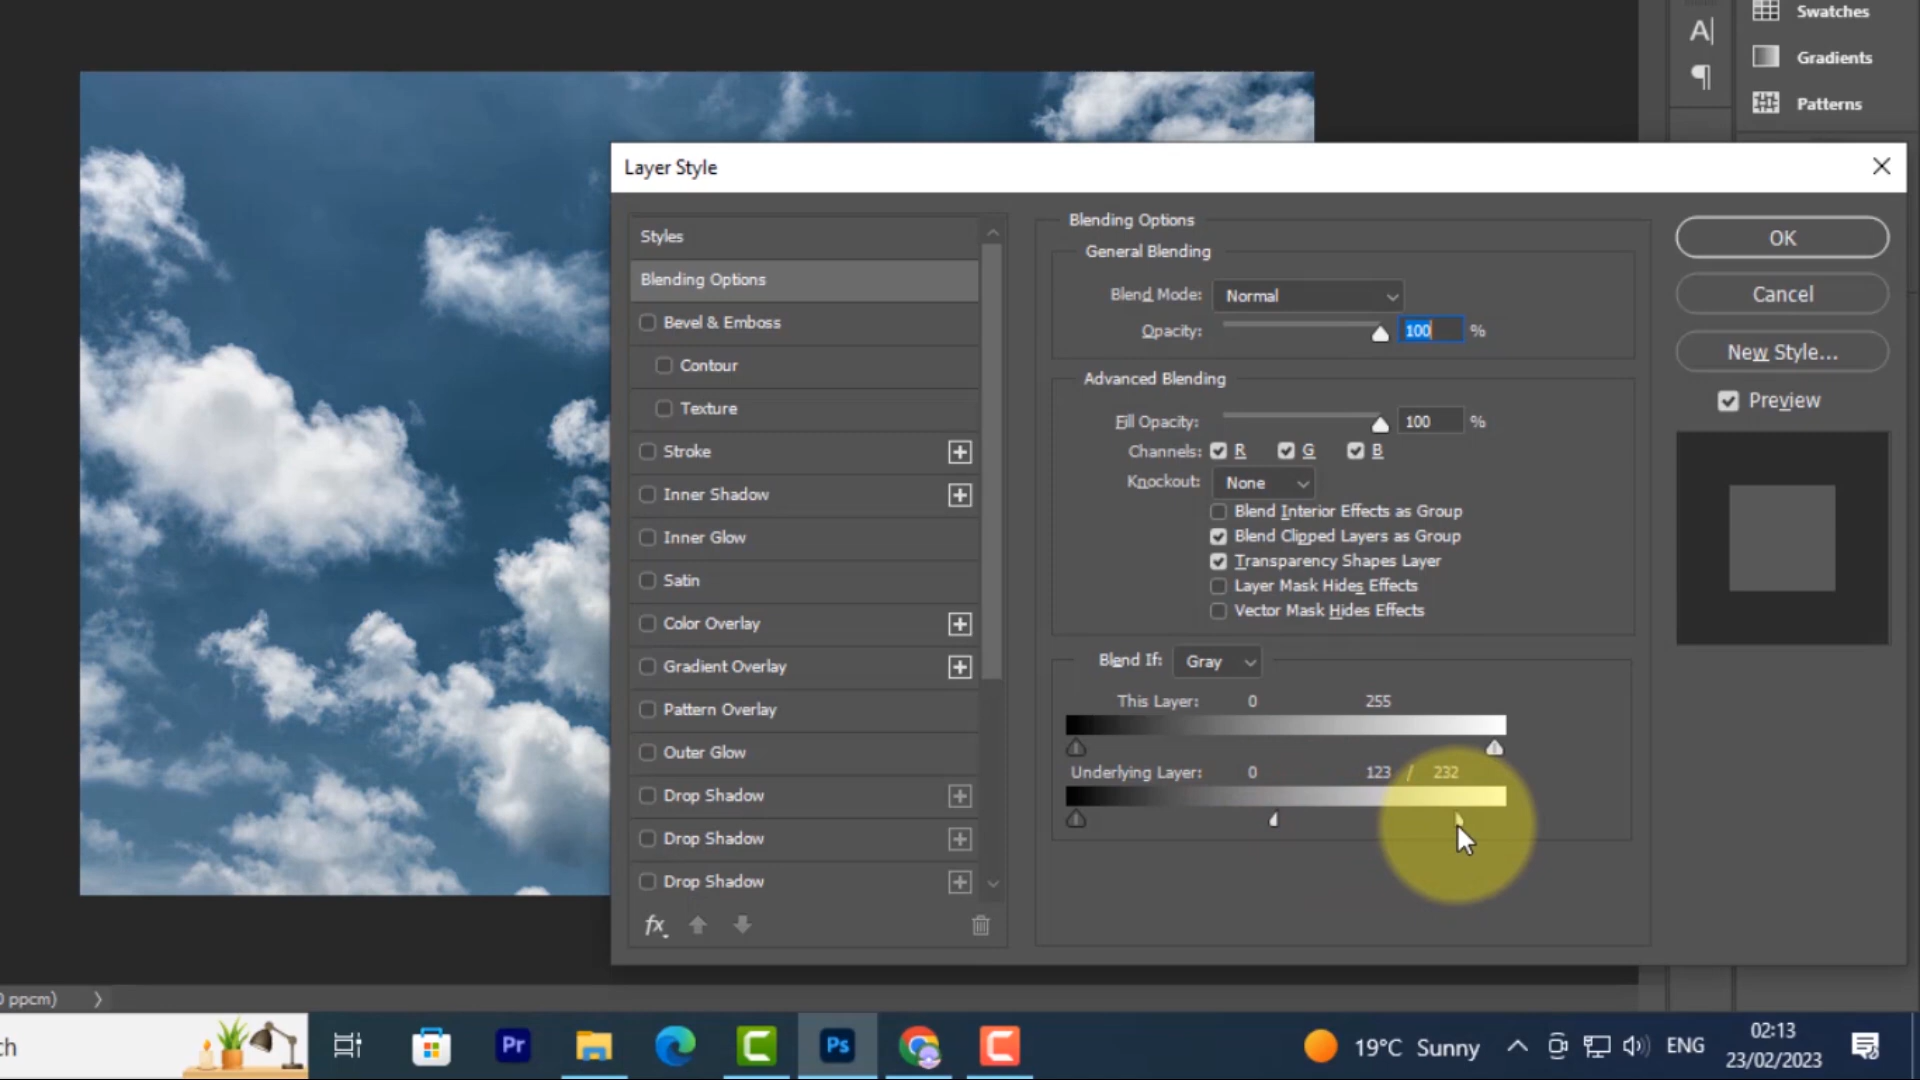 A|
Swatches
Gradients
Patterns
Layer Style
Styles
Blending Options
Bevel & Emboss
Contour
Texture
Stroke
Inner Shadow
Inner Glow
Satin
Color Overlay
Gradient Overlay
Pattern Overlay
Outer Glow
Drop Shadow
Drop Shadow
Drop Shadow
fx
Blending Options
General Blending
Blend Mode: Normal
Opacity: 100 %
Advanced Blending
Fill Opacity: 100 %
Channels: R G B
Knockout: None
Blend Interior Effects as Group
Blend Clipped Layers as Group
Transparency Shapes Layer
Layer Mask Hides Effects
Vector Mask Hides Effects
Blend If: Gray
This Layer: 0 255
Underlying Layer: 0 123 / 232
OK
Cancel
New Style...
Preview
0 ppcm)
ch
Pr
Ps
19°C Sunny
ENG
02:13
23/02/2023